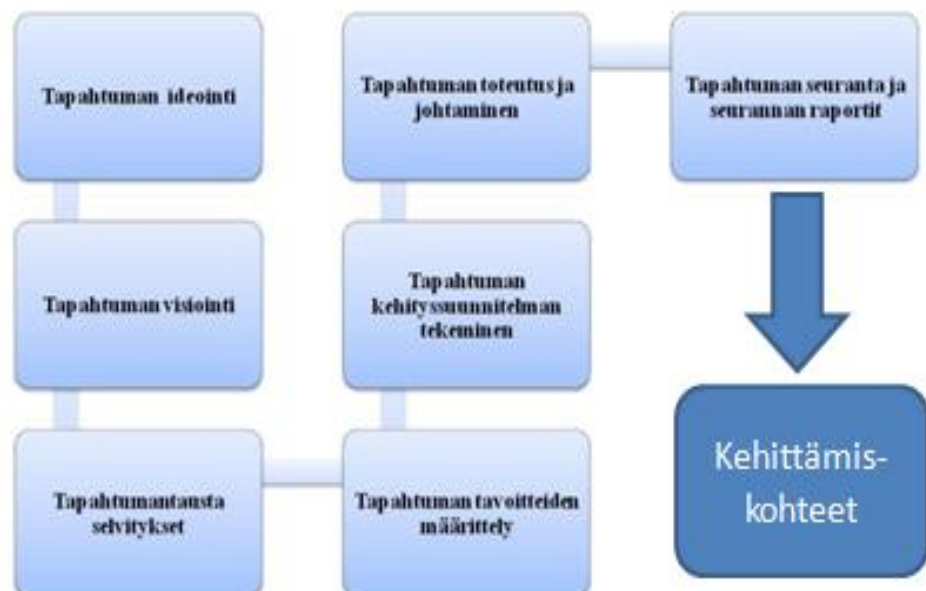 Tapahtuman ideointi
Tapahtuman visiointi
Tapahtumantausta
selvitykset
Tapahtuman tavoitteiden
määrittely
Tapahtuman
kehityssuunnitelman
tekeminen
Tapahtuman toteutus ja
johtaminen
Tapahtuman seuranta ja
seurannan raportit
Kehittämis-
kohteet